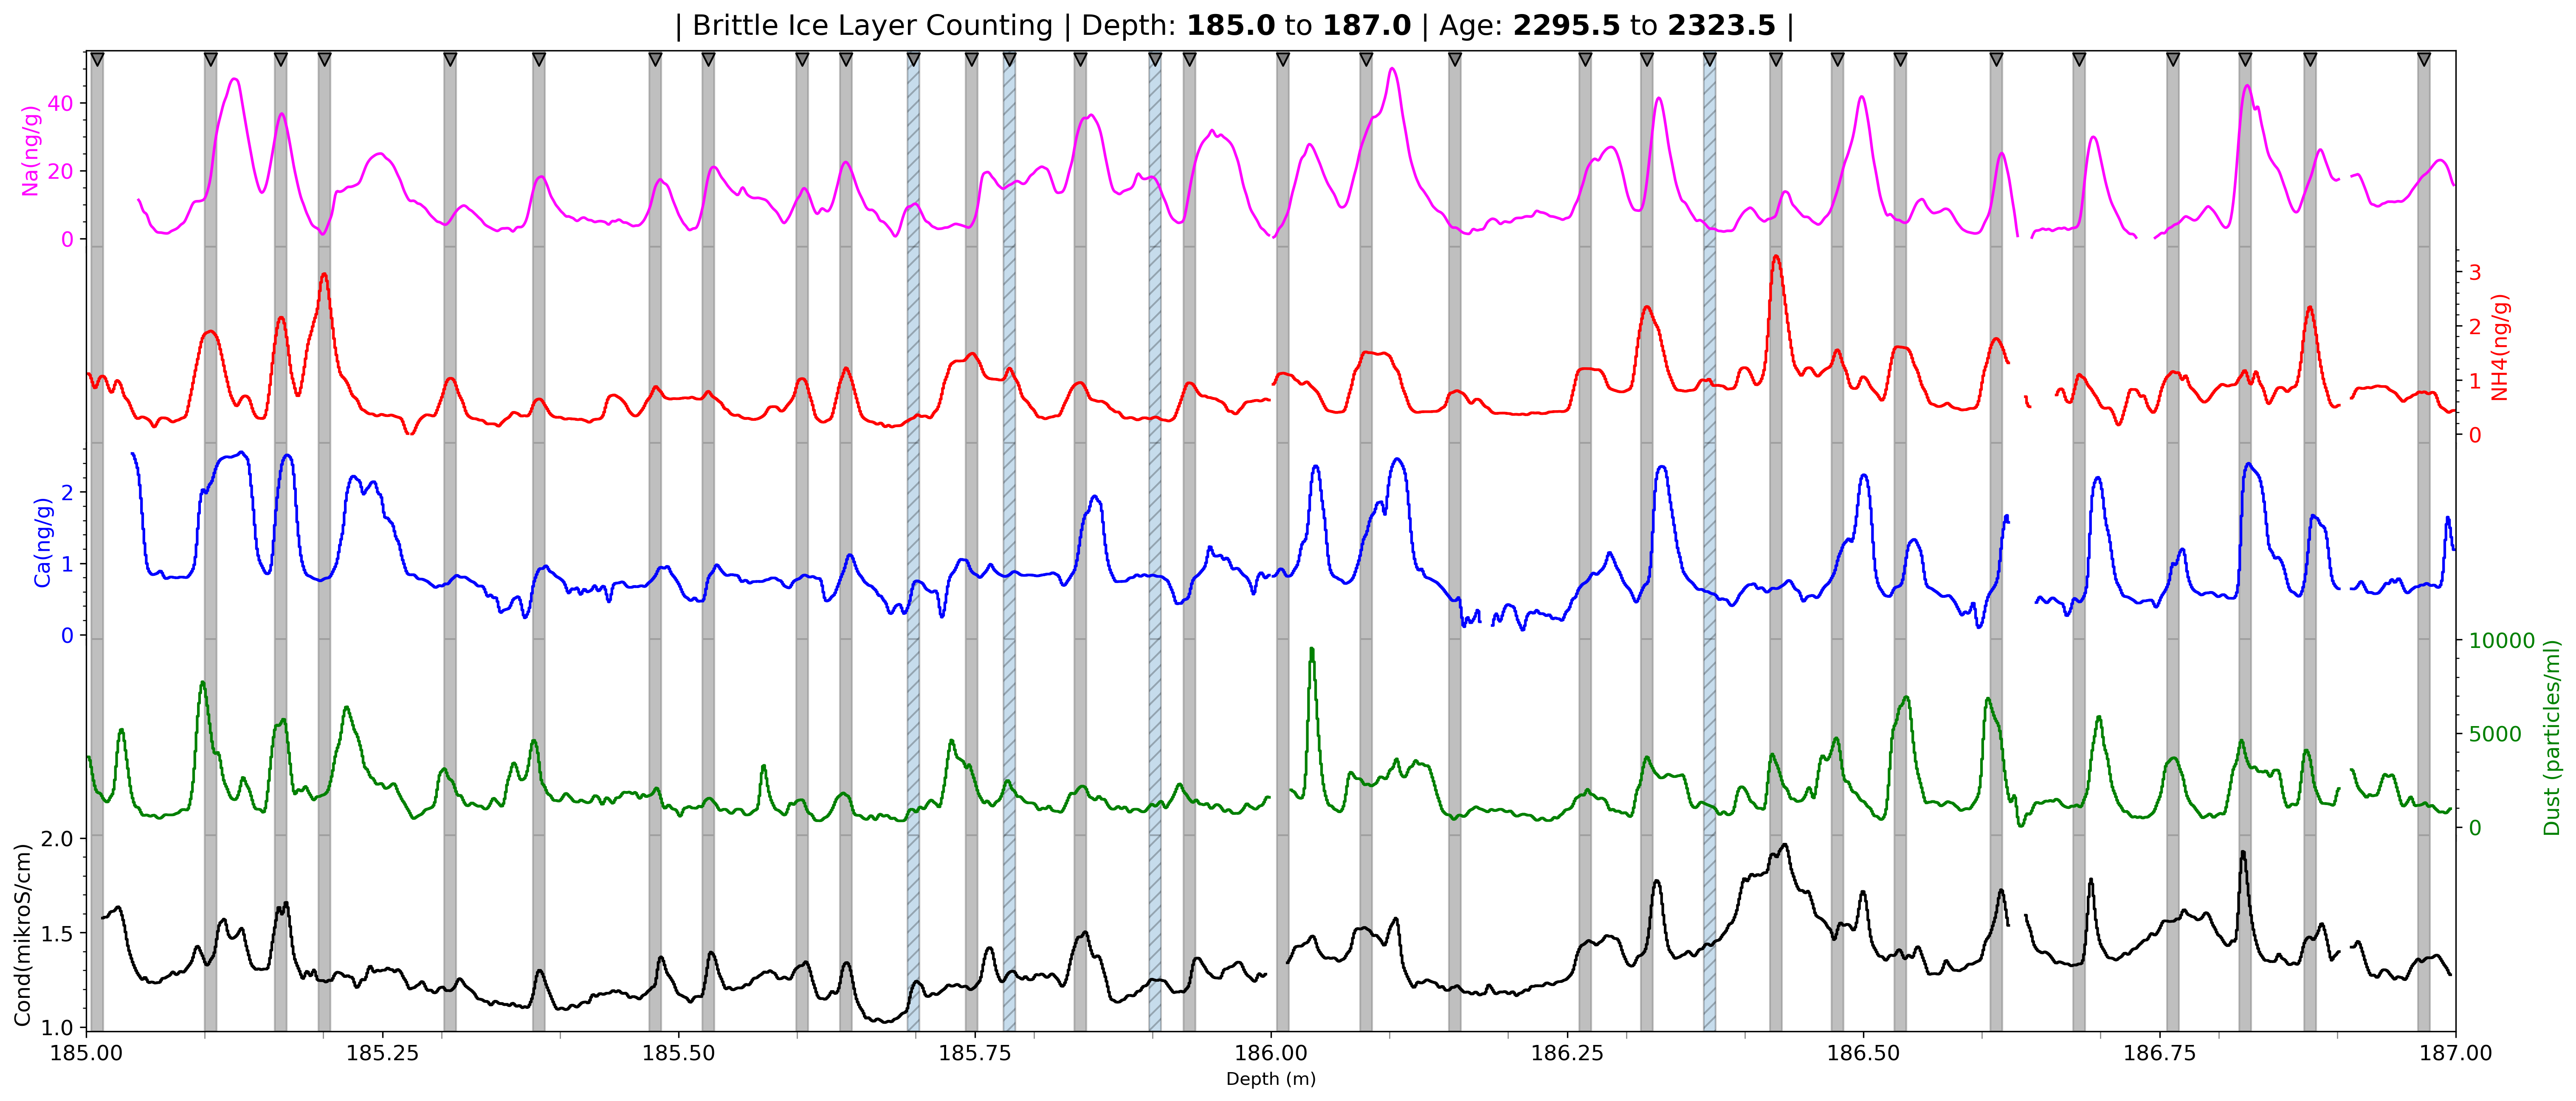 | Brittle Ice Layer Counting | Depth: 185.0 to 187.0 | Age: 2295.5 to 2323.5 |
Na(ng/g)
40
20
0
3
2
1
0
NH4(ng/g)
Ca(ng/g)
2
1
0
10000
5000
0
Dust (particles/ml)
Cond(mikroS/cm)
2.0
1.5
1.0
185.00 185.25 185.50 185.75 186.00 186.25 186.50 186.75 187.00
Depth (m)